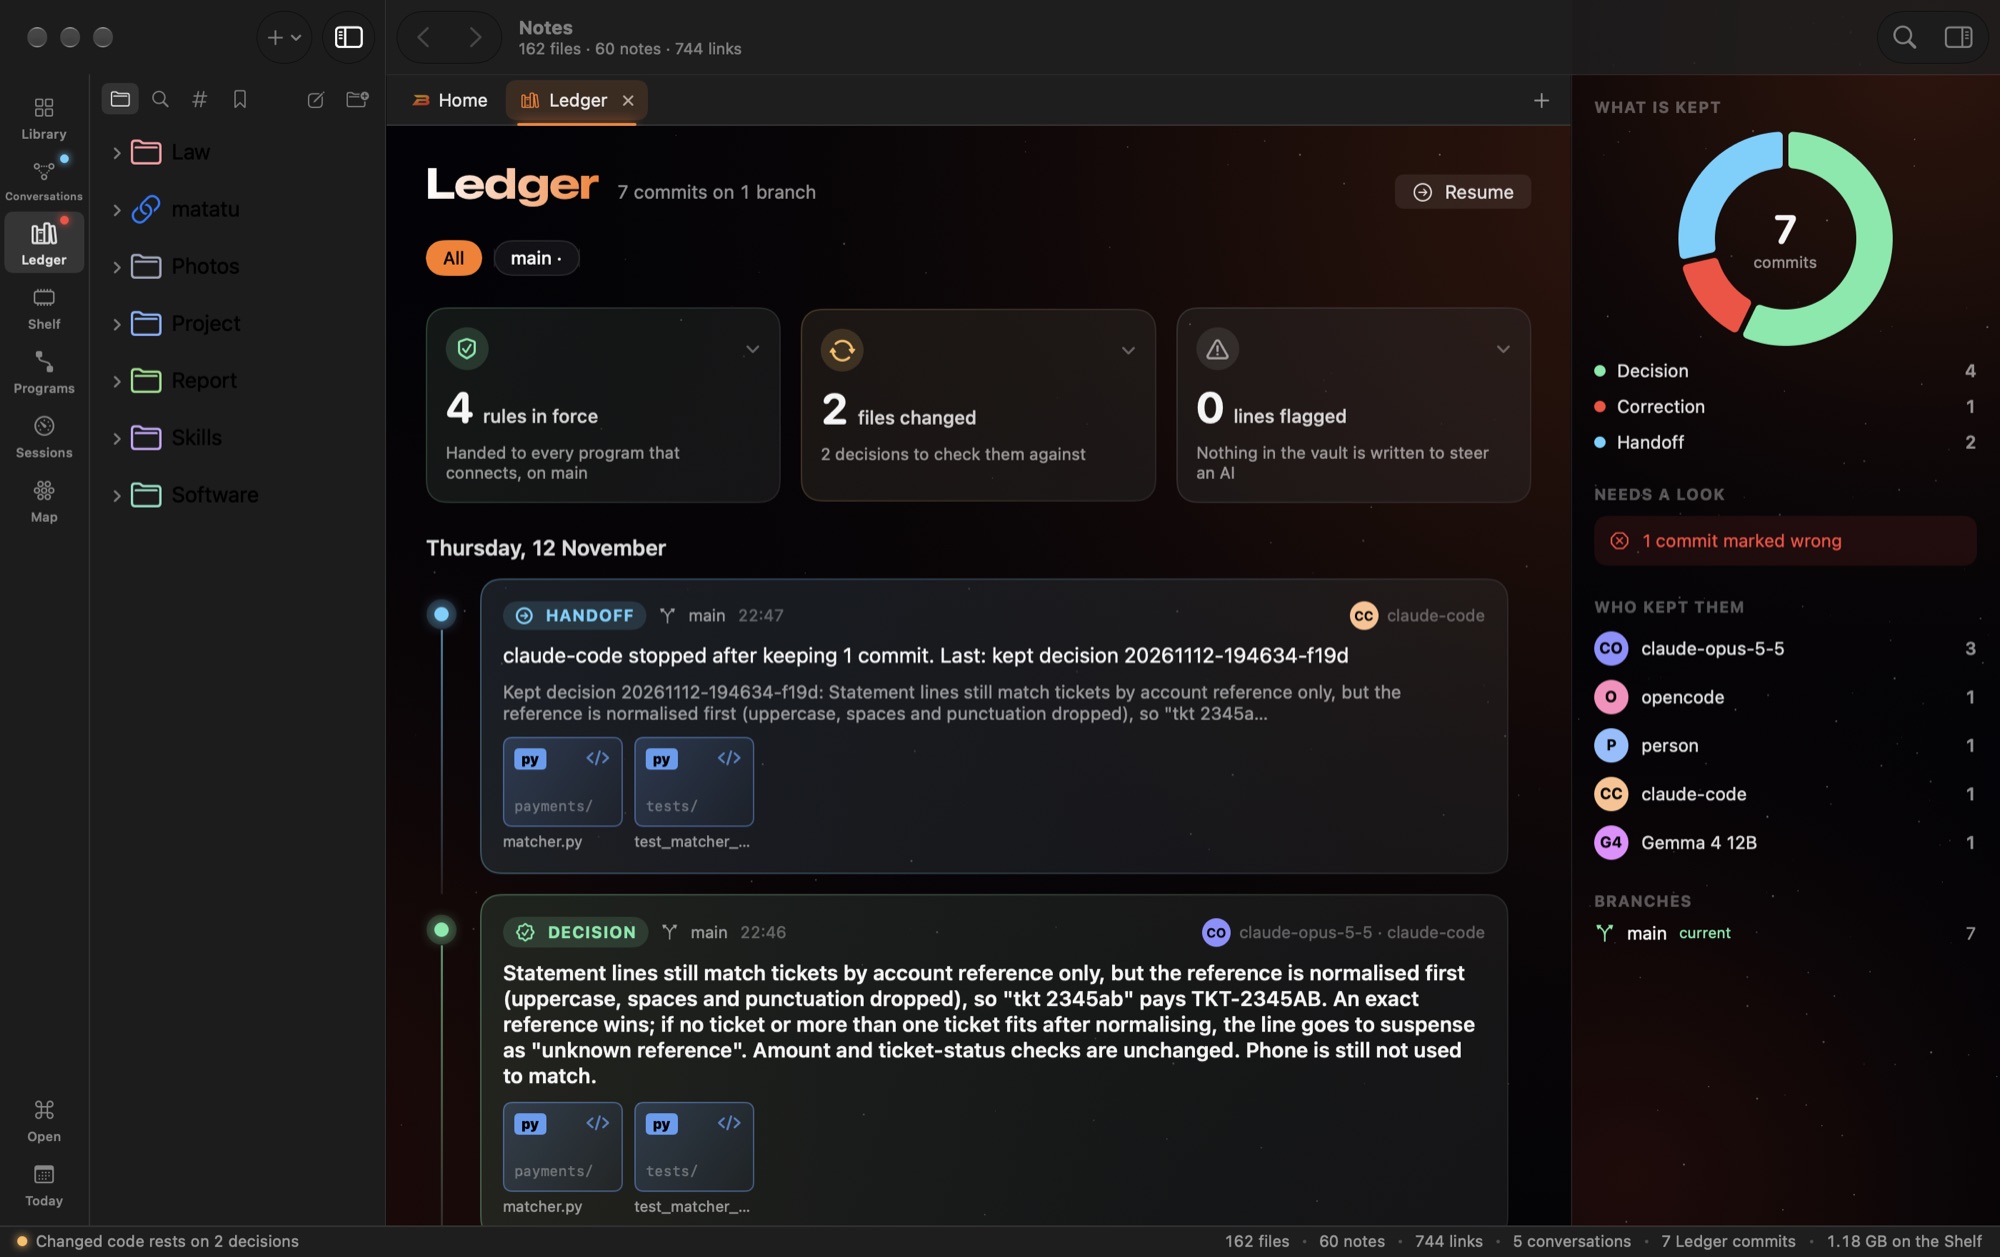 Notes
162 files · 60 notes · 744 links
Library
Conversations
Ledger
Shelf
Programs
Sessions
Map
Open
Today
Law
matatu
Photos
Project
Report
Skills
Software
Home
Ledger
Ledger
7 commits on 1 branch
Resume
All
main ·
4 rules in force
Handed to every program that
connects, on main
2 files changed
2 decisions to check them against
0 lines flagged
Nothing in the vault is written to steer
an AI
Thursday, 12 November
HANDOFF main 22:47
CC claude-code
claude-code stopped after keeping 1 commit. Last: kept decision 20261112-194634-f19d
Kept decision 20261112-194634-f19d: Statement lines still match tickets by account reference only, but the
reference is normalised first (uppercase, spaces and punctuation dropped), so "tkt 2345a...
py </>
payments/
matcher.py
py </>
tests/
test_matcher_...
DECISION main 22:46
CO claude-opus-5-5 · claude-code
Statement lines still match tickets by account reference only, but the reference is normalised first
(uppercase, spaces and punctuation dropped), so "tkt 2345ab" pays TKT-2345AB. An exact
reference wins; if no ticket or more than one ticket fits after normalising, the line goes to suspense
as "unknown reference". Amount and ticket-status checks are unchanged. Phone is still not used
to match.
py </>
payments/
matcher.py
py </>
tests/
test_matcher_...
WHAT IS KEPT
7
commits
Decision 4
Correction 1
Handoff 2
NEEDS A LOOK
1 commit marked wrong
WHO KEPT THEM
CO claude-opus-5-5 3
O opencode 1
P person 1
CC claude-code 1
G4 Gemma 4 12B 1
BRANCHES
main current 7
Changed code rests on 2 decisions
162 files · 60 notes · 744 links · 5 conversations · 7 Ledger commits · 1.18 GB on the Shelf